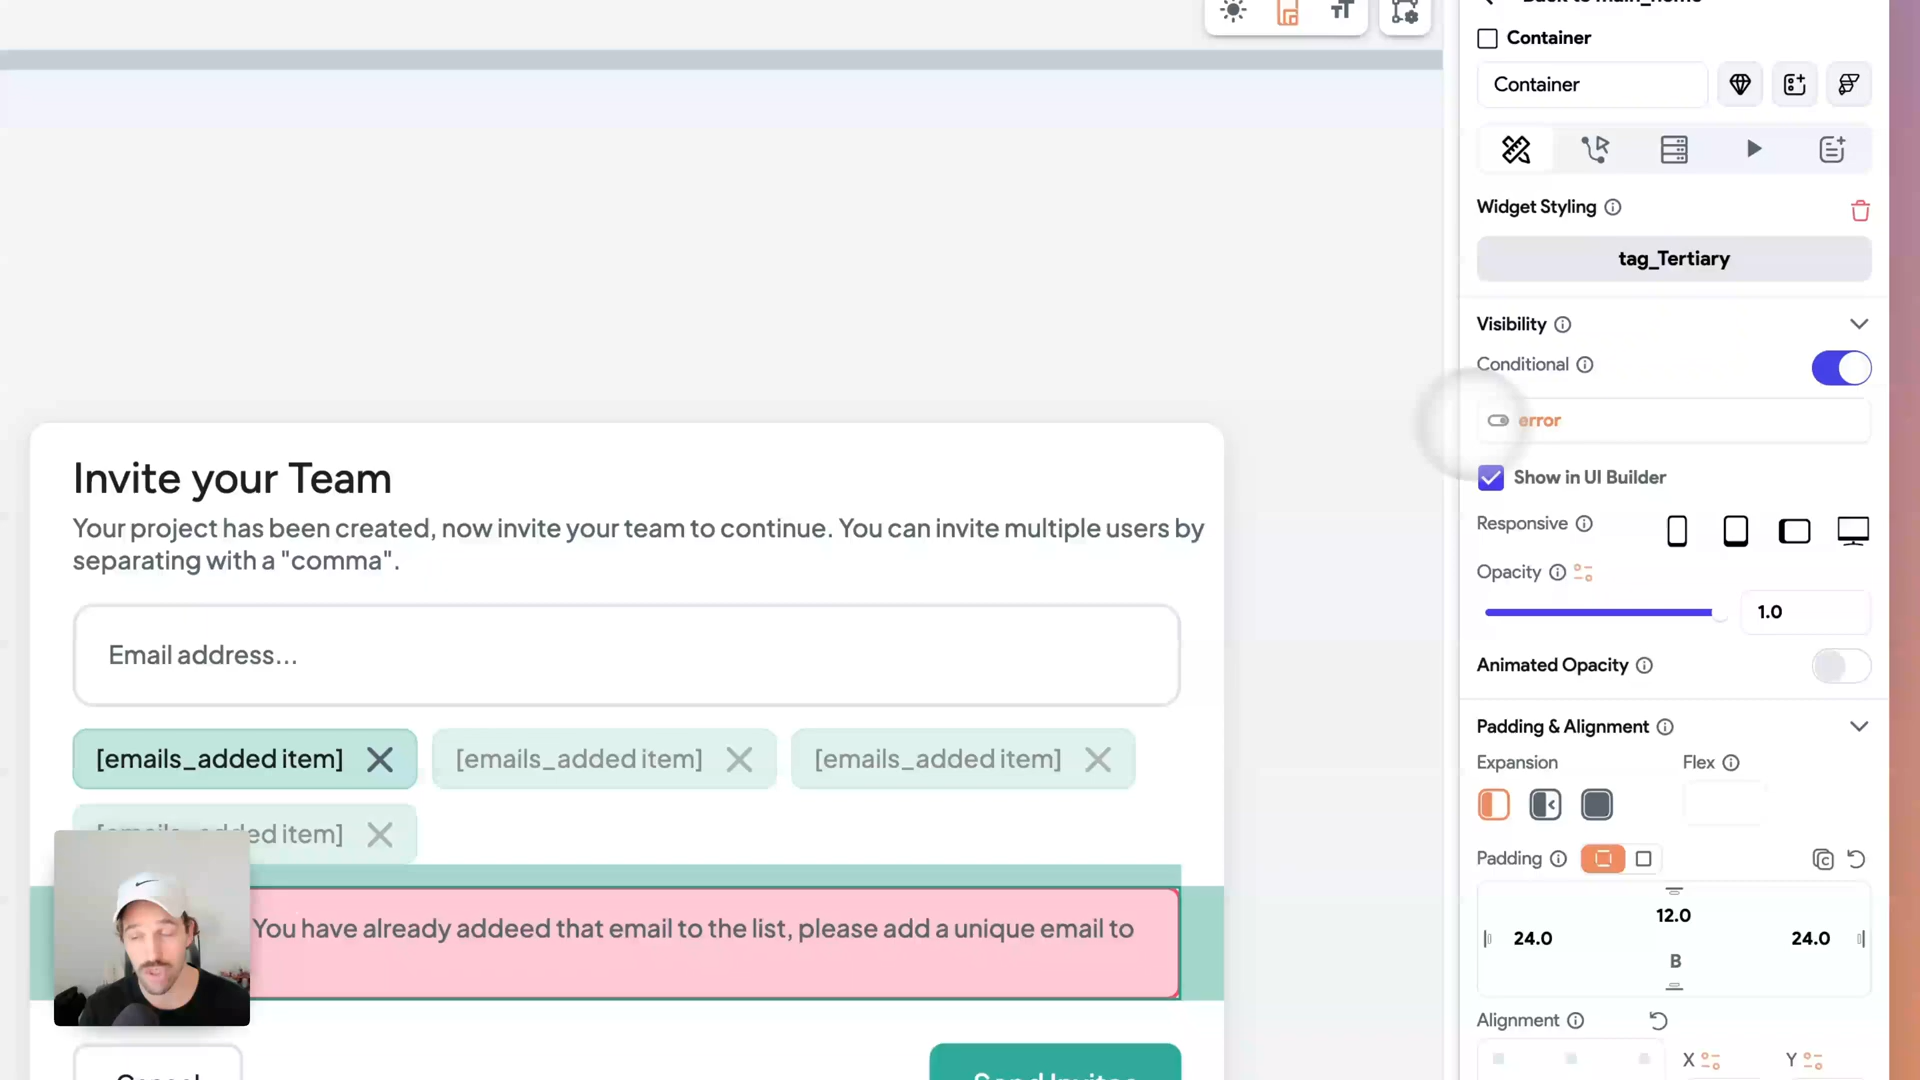 Container
Container
Widget Styling
tag_Tertiary
Visibility
Conditional
error
Show in UI Builder
Responsive
Opacity
1.0
Animated Opacity
Padding & Alignment
Expansion
Flex
Padding
12.0
24.0
24.0
B
Alignment
X
Y
Invite your Team
Your project has been created, now invite your team to continue. You can invite multiple users by
separating with a "comma".
Email address...
[emails_added item]
[emails_added item]
[emails_added item]
item]
You have already addeed that email to the list, please add a unique email to
Cancel
Send Invites